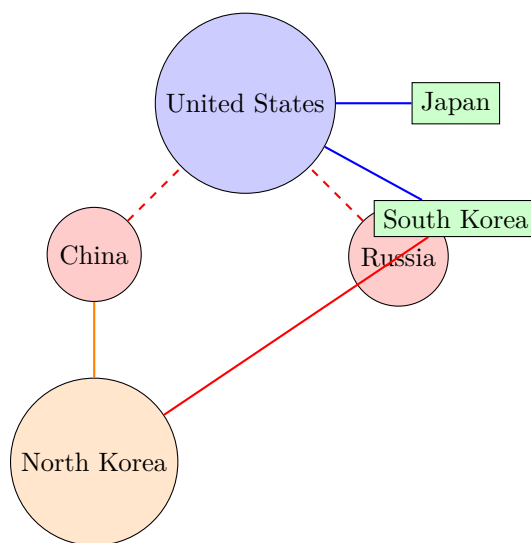 United States
Japan
South Korea
China
Russia
North Korea